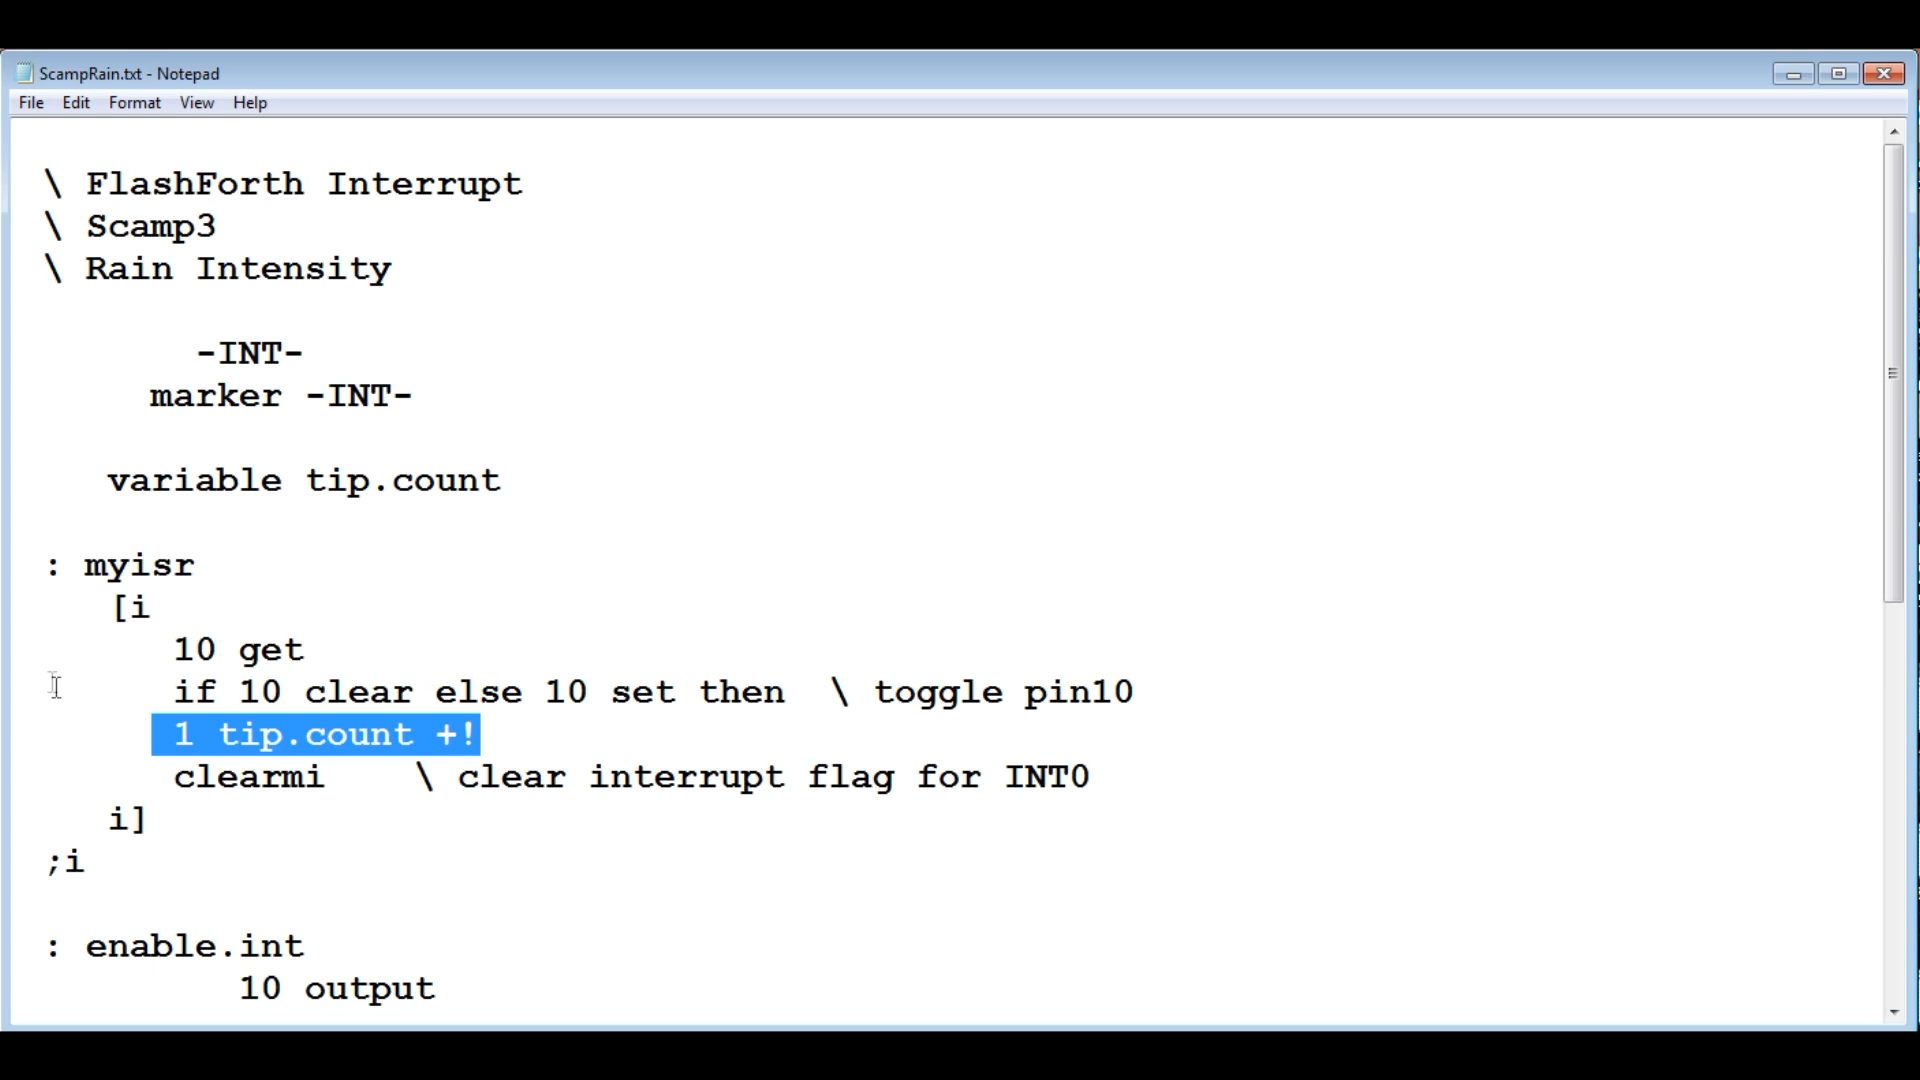 ScampRain.txt - Notepad
File Edit Format View Help
\ FlashForth Interrupt
\ Scamp3
\ Rain Intensity
-INT-
marker -INT-
variable tip.count
: myisr
[i
10 get
if 10 clear else 10 set then \ toggle pin10
1 tip.count +!
clearmi \ clear interrupt flag for INT0
i]
;i
: enable.int
10 output